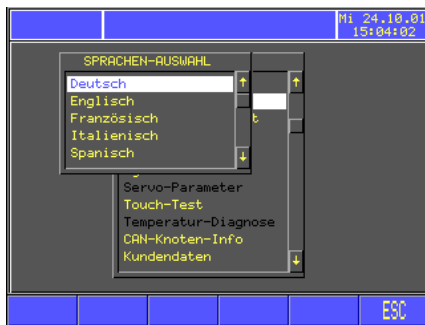 Mi 24.10.01
15:04:02
SPRACHEN-AUSWAHL
Deutsch
Englisch
Französisch
Italienisch
Spanisch
t
Servo-Parameter
Touch-Test
Temperatur-Diagnose
CAN-Knoten-Info
Kundendaten
ESC